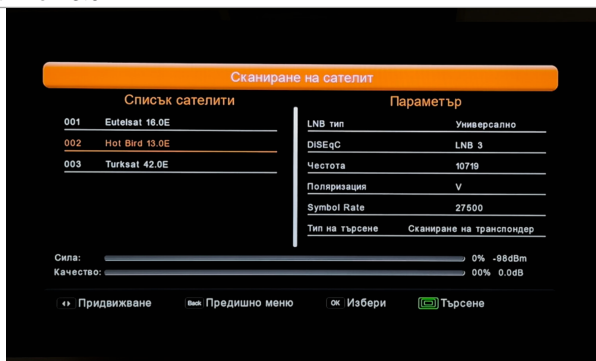 Сканиране на сателит
Списък сателити
001 Eutelsat 16.0E
002 Hot Bird 13.0E
003 Turksat 42.0E
Параметър
LNB тип Универсално
DiSEqC LNB 3
Честота 10719
Поляризация V
Symbol Rate 27500
Тип на търсене Сканиране на транспондер
Сила: 0% -98dBm
Качество: 00% 0.0dB
Придвижване Back Предишно меню OK Избери Търсене